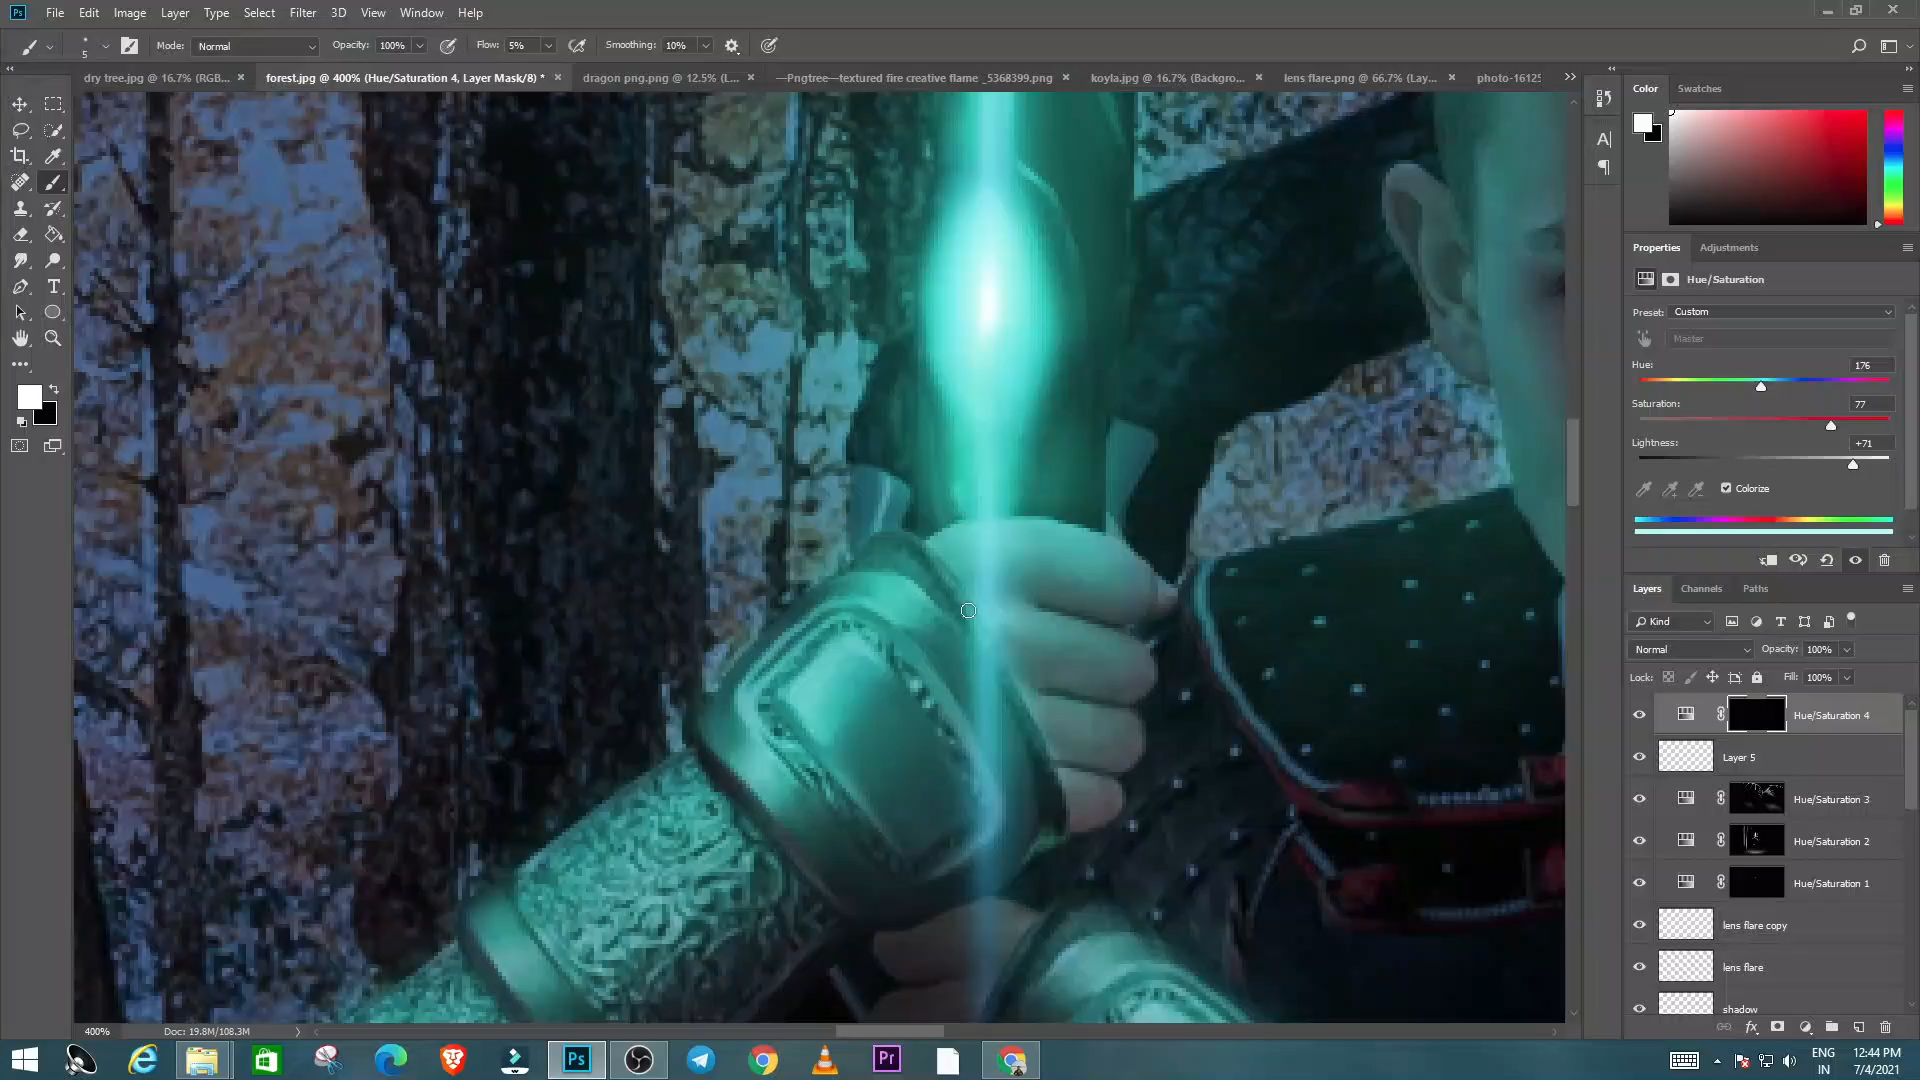 Ps File Edit Image Layer Type Select Filter 3D View Window Help
5 Mode: Normal Opacity: 100% Flow: 5% Smoothing: 10%
dry tree.jpg @ 16.7% (RGB... × forest.jpg @ 400% (Hue/Saturation 4, Layer Mask/8) * × dragon png.png @ 12.5% (L... × —Pngtree—textured fire creative flame _5368399.png × koyla.jpg @ 16.7% (Backgro... × lens flare.png @ 66.7% (Lay... × photo-16125
Color Swatches
Properties Adjustments
Hue/Saturation
Preset: Custom
Master
Hue: 176
Saturation: 77
Lightness: +71
Colorize
Layers Channels Paths
Kind
Normal Opacity: 100%
Lock: Fill: 100%
Hue/Saturation 4
Layer 5
Hue/Saturation 3
Hue/Saturation 2
Hue/Saturation 1
lens flare copy
lens flare
shadow
400% Doc: 19.8M/108.3M
Ps Pr
ENG 12:44 PM
IN 7/4/2021